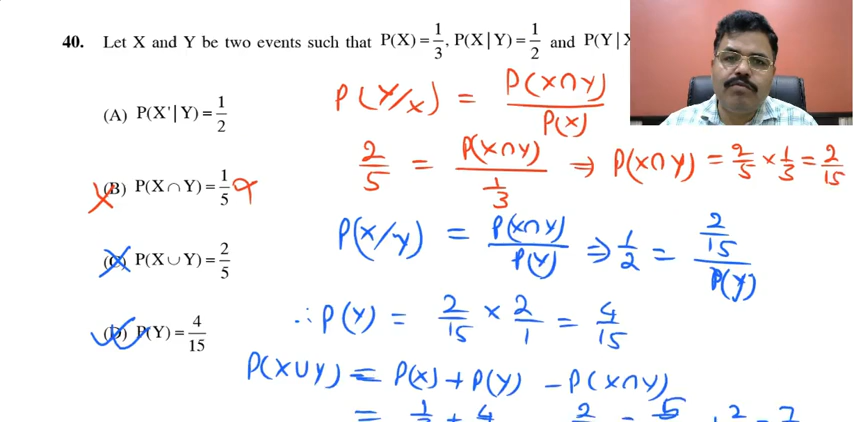 40. Let X and Y be two events such that P(X) = 1/3, P(X | Y) = 1/2 and P(Y | X
(A) P(X' | Y) = 1/2
(B) P(X ∩ Y) = 1/5
(C) P(X ∪ Y) = 2/5
(D) P(Y) = 4/15
P(Y/X) = P(X∩Y)/P(X)
2/5 = P(X∩Y)/(1/3) ⇒ P(X∩Y) = 2/5 × 1/3 = 2/15
P(X/Y) = P(X∩Y)/P(Y) ⇒ 1/2 = (2/15)/P(Y)
∴ P(Y) = 2/15 × 2/1 = 4/15
P(X∪Y) = P(X) + P(Y) − P(X∩Y)